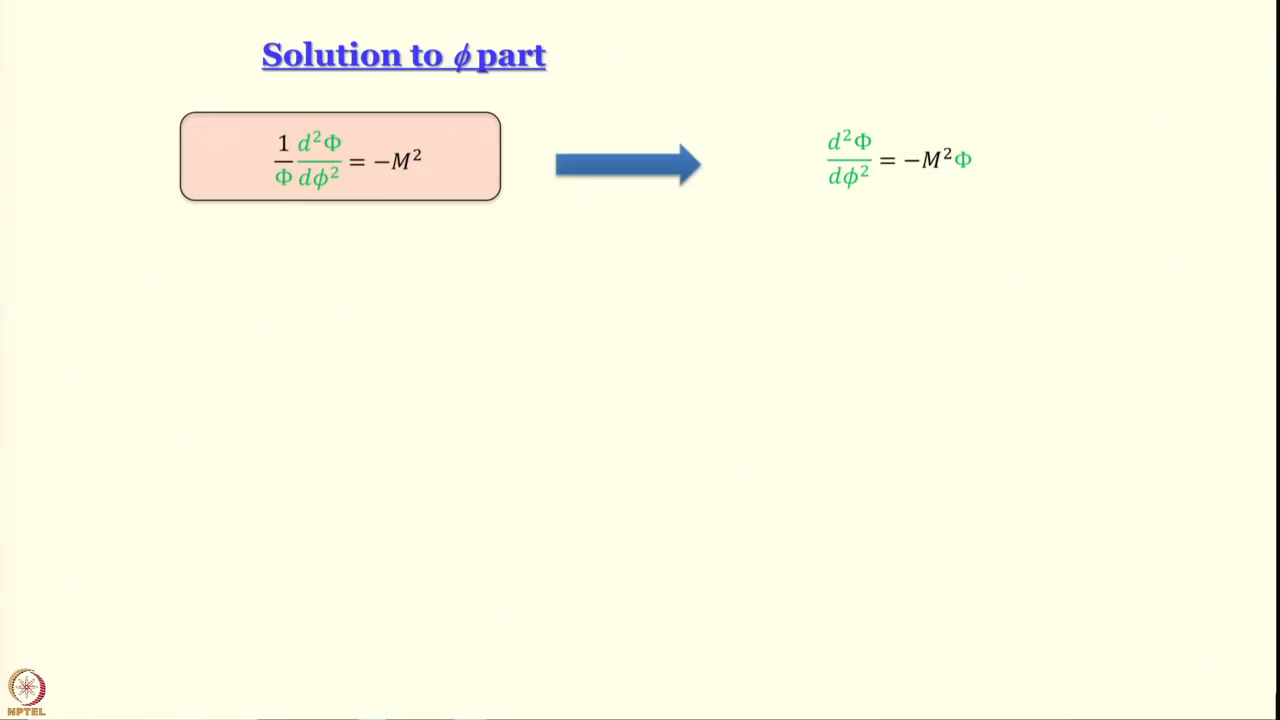 Solution to ϕ part
1/Φ d²Φ/dϕ² = −M²
d²Φ/dϕ² = −M²Φ
NPTEL